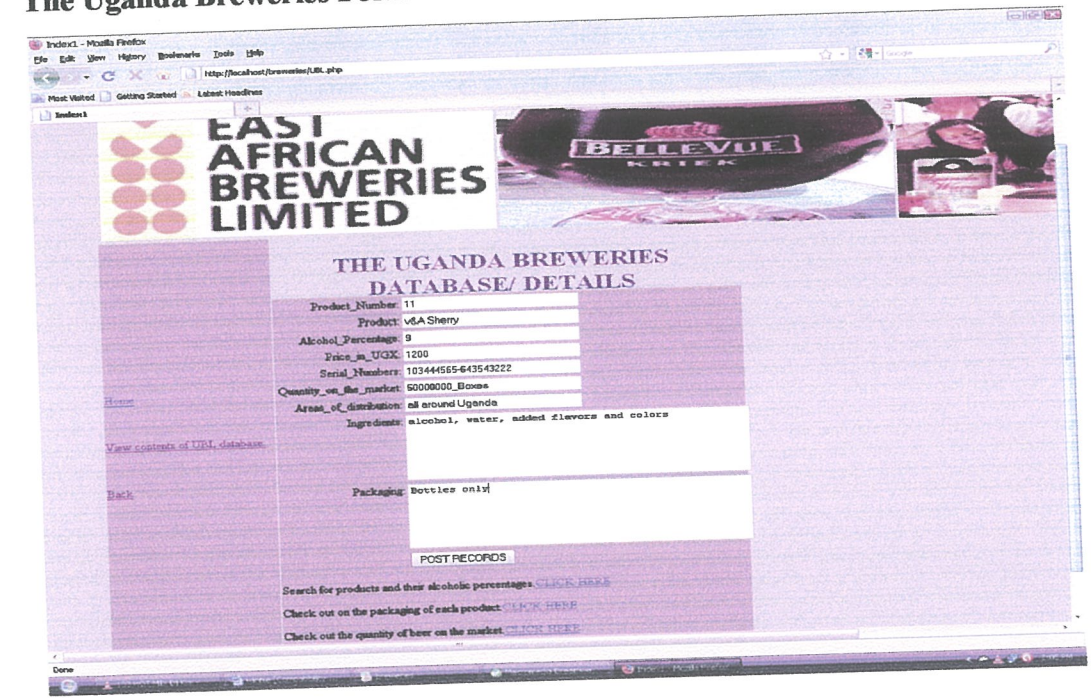 The Uganda Breweries
Index1 - Mozilla Firefox
File Edit View History Bookmarks Tools Help
http://localhost/breweries/UBL.php
Google
Most Visited Getting Started Latest Headlines
Index1
EAST
AFRICAN
BREWERIES
LIMITED
BELLE-VUE
KRIEK
THE UGANDA BREWERIES
DATABASE/ DETAILS
Product_Number: 11
Product: v&A Sherry
Alcohol_Percentage: 9
Price_in_UGX: 1200
Serial_Numbers: 103444565-643543222
Quantity_on_the_market: 50000000_Boxes
Areas_of_distribution: all around Uganda
Home
Ingredients: alcohol, water, added flavors and colors
View contents of UBL database.
Back
Packaging: Bottles only
POST RECORDS
Search for products and their alcoholic percentages. CLICK HERE
Check out on the packaging of each product CLICK HERE
Check out the quantity of beer on the market CLICK HERE
Done